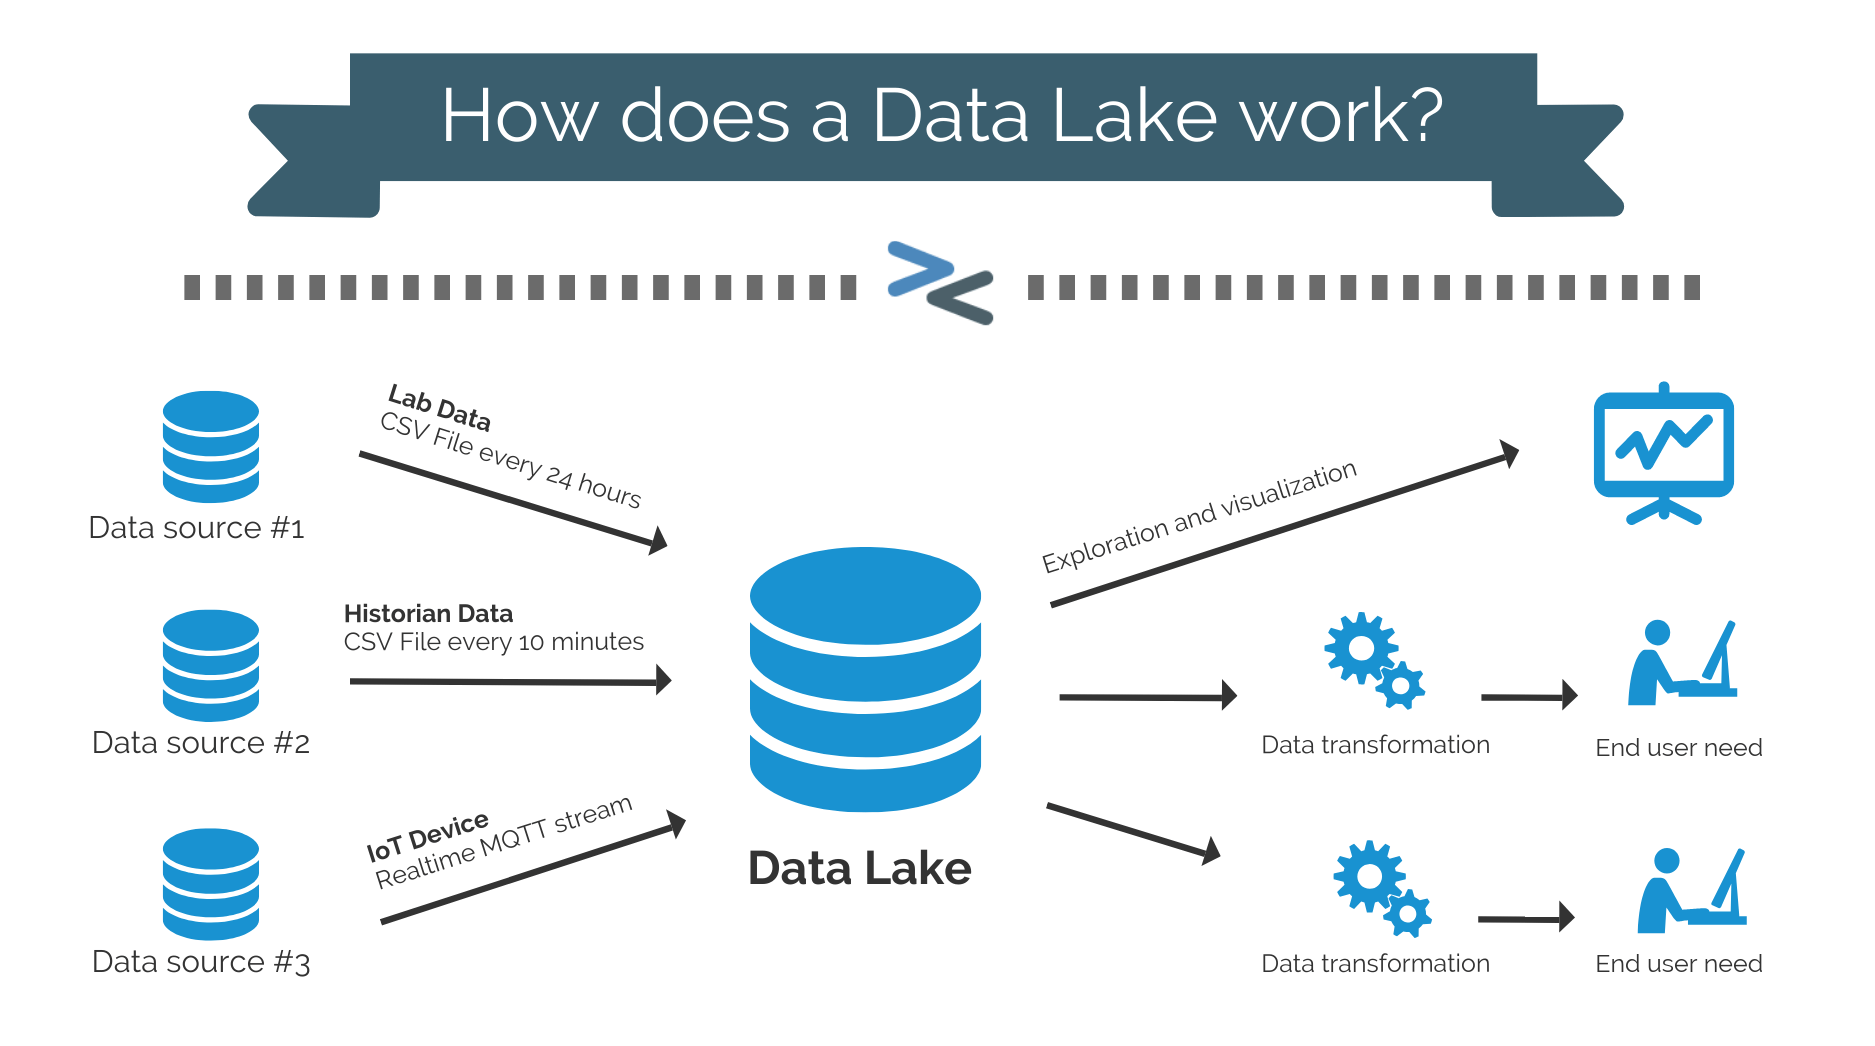 How does a Data Lake work?
Lab Data
CSV File every 24 hours
Data source #1
Exploration and visualization
Historian Data
CSV File every 10 minutes
Data source #2
Data transformation
End user need
IoT Device
Realtime MQTT stream
Data Lake
Data source #3
Data transformation
End user need